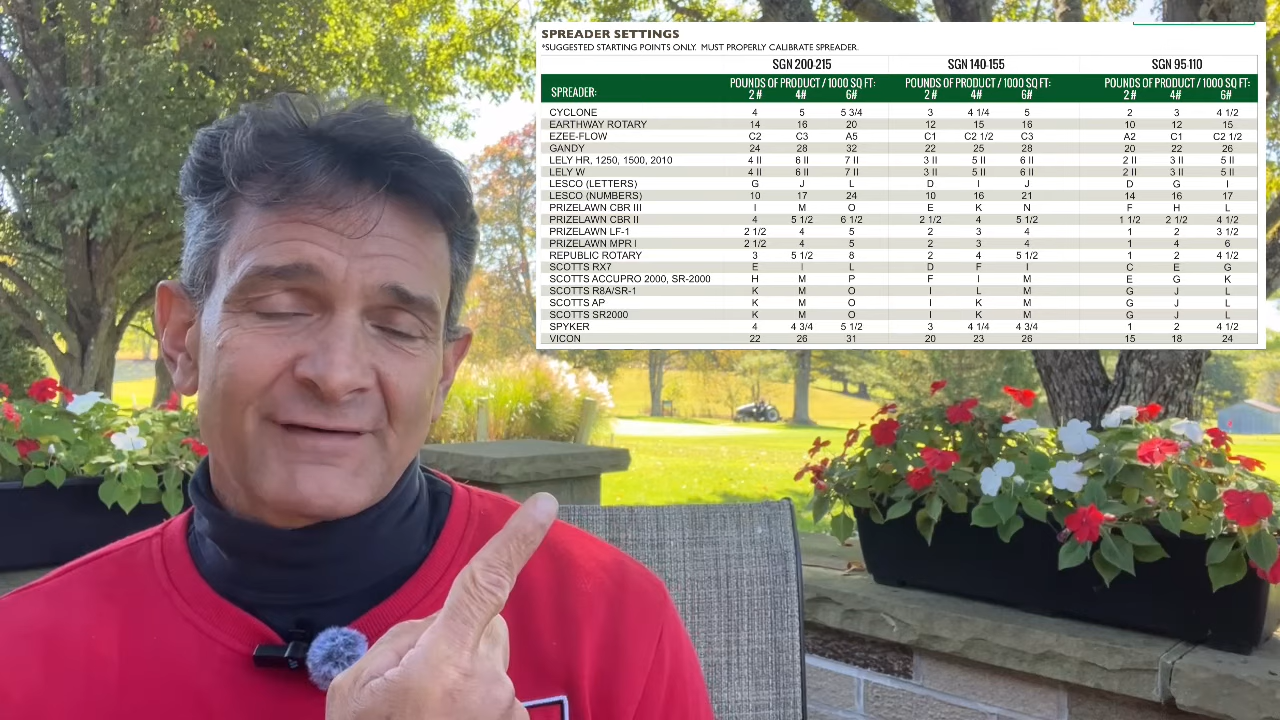 SPREADER SETTINGS
*SUGGESTED STARTING POINTS ONLY. MUST PROPERLY CALIBRATE SPREADER.
SGN 200-215 SGN 140-155 SGN 95-110
SPREADER: POUNDS OF PRODUCT / 1000 SQ FT: POUNDS OF PRODUCT / 1000 SQ FT: POUNDS OF PRODUCT / 1000 SQ FT:
2 # 4# 6# 2 # 4# 6# 2 # 4# 6#
CYCLONE 4 5 5 3/4 3 4 1/4 5 2 3 4 1/2
EARTHWAY ROTARY 14 16 20 12 15 16 10 12 15
EZEE-FLOW C2 C3 A5 C1 C2 1/2 C3 A2 C1 C2 1/2
GANDY 24 28 32 22 25 28 20 22 26
LELY HR, 1250, 1500, 2010 4 II 6 II 7 II 3 II 5 II 6 II 2 II 3 II 5 II
LELY W 4 II 6 II 7 II 3 II 5 II 6 II 2 II 3 II 5 II
LESCO (LETTERS) G J L D I J D G I
LESCO (NUMBERS) 10 17 24 10 16 21 14 16 17
PRIZELAWN CBR III I M O E K N F H L
PRIZELAWN CBR II 4 5 1/2 6 1/2 2 1/2 4 5 1/2 1 1/2 2 1/2 4 1/2
PRIZELAWN LF-1 2 1/2 4 5 2 3 4 1 2 3 1/2
PRIZELAWN MPR I 2 1/2 4 5 2 3 4 1 4 6
REPUBLIC ROTARY 3 5 1/2 8 2 4 5 1/2 1 2 4 1/2
SCOTTS RX7 E I L D F I C E G
SCOTTS ACCUPRO 2000, SR-2000 H M P F I M E G K
SCOTTS R8A/SR-1 K M O I L M G J L
SCOTTS AP K M O I K M G J L
SCOTTS SR2000 K M O I K M G J L
SPYKER 4 4 3/4 5 1/2 3 4 1/4 4 3/4 1 2 4 1/2
VICON 22 26 31 20 23 26 15 18 24